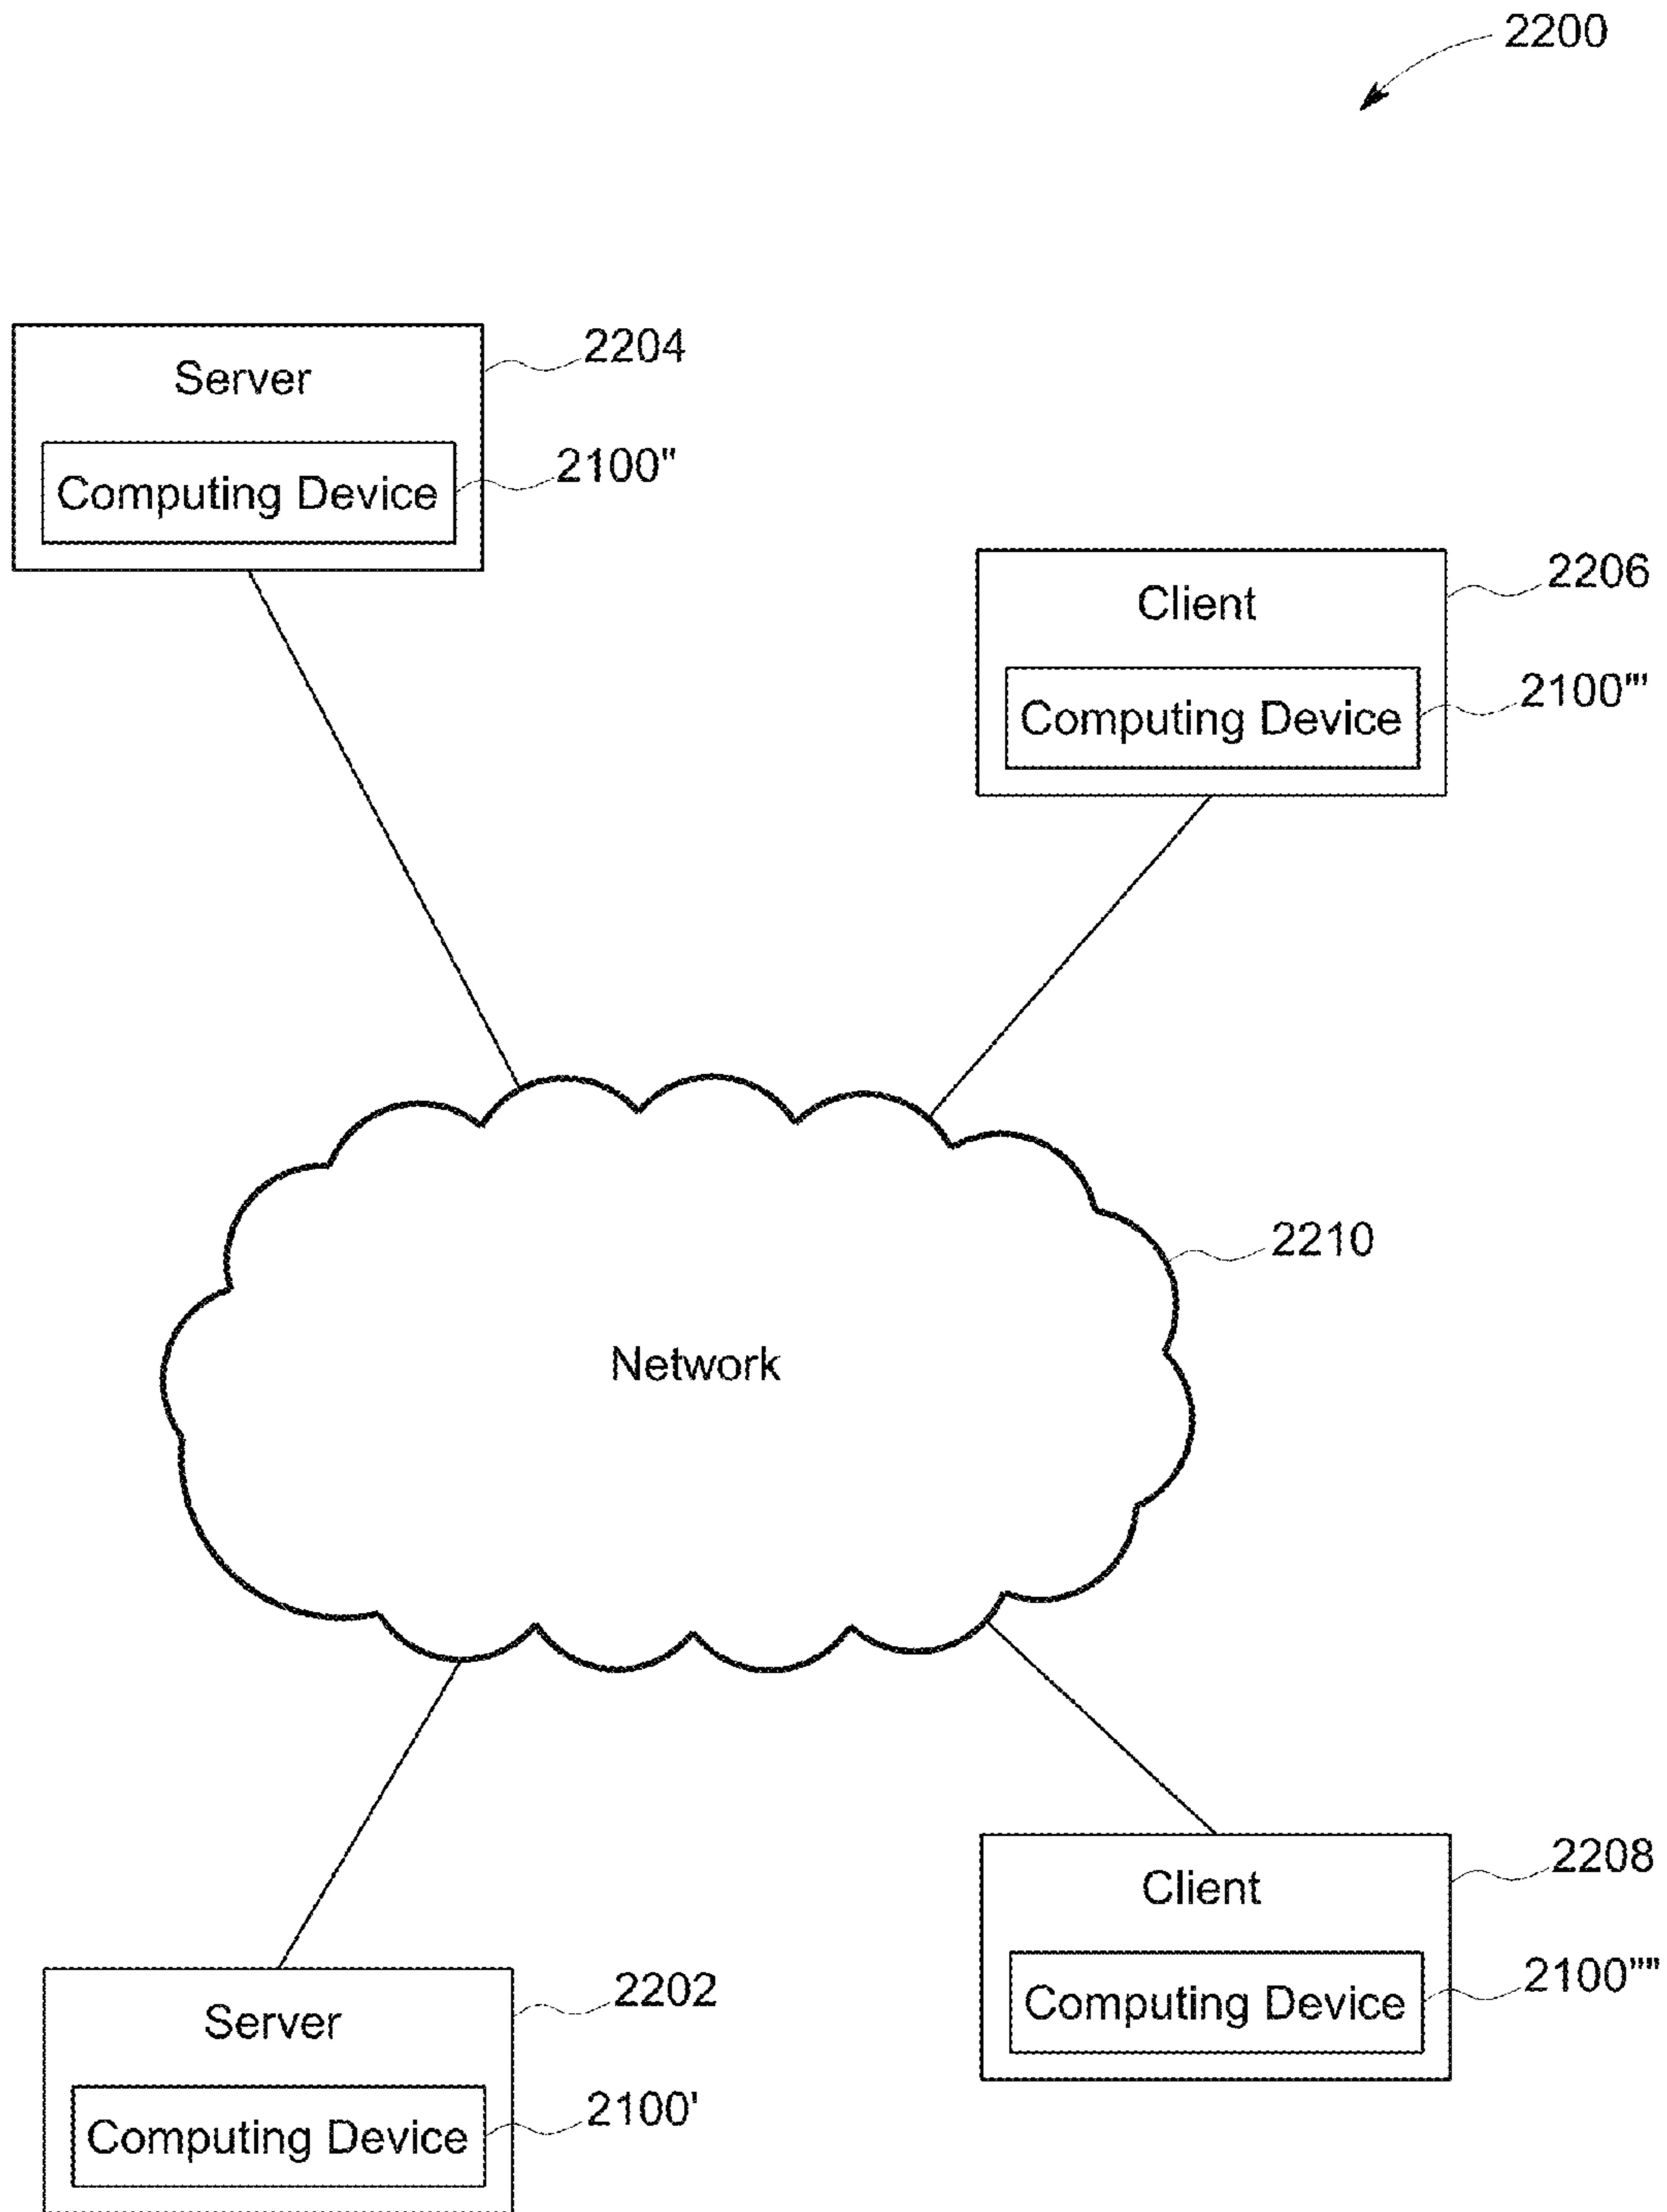 2200
Server
2204
Computing Device
2100"
Client
2206
Computing Device
2100"'
2210
Network
Client
2208
Computing Device
2100""
Server
2202
Computing Device
2100'